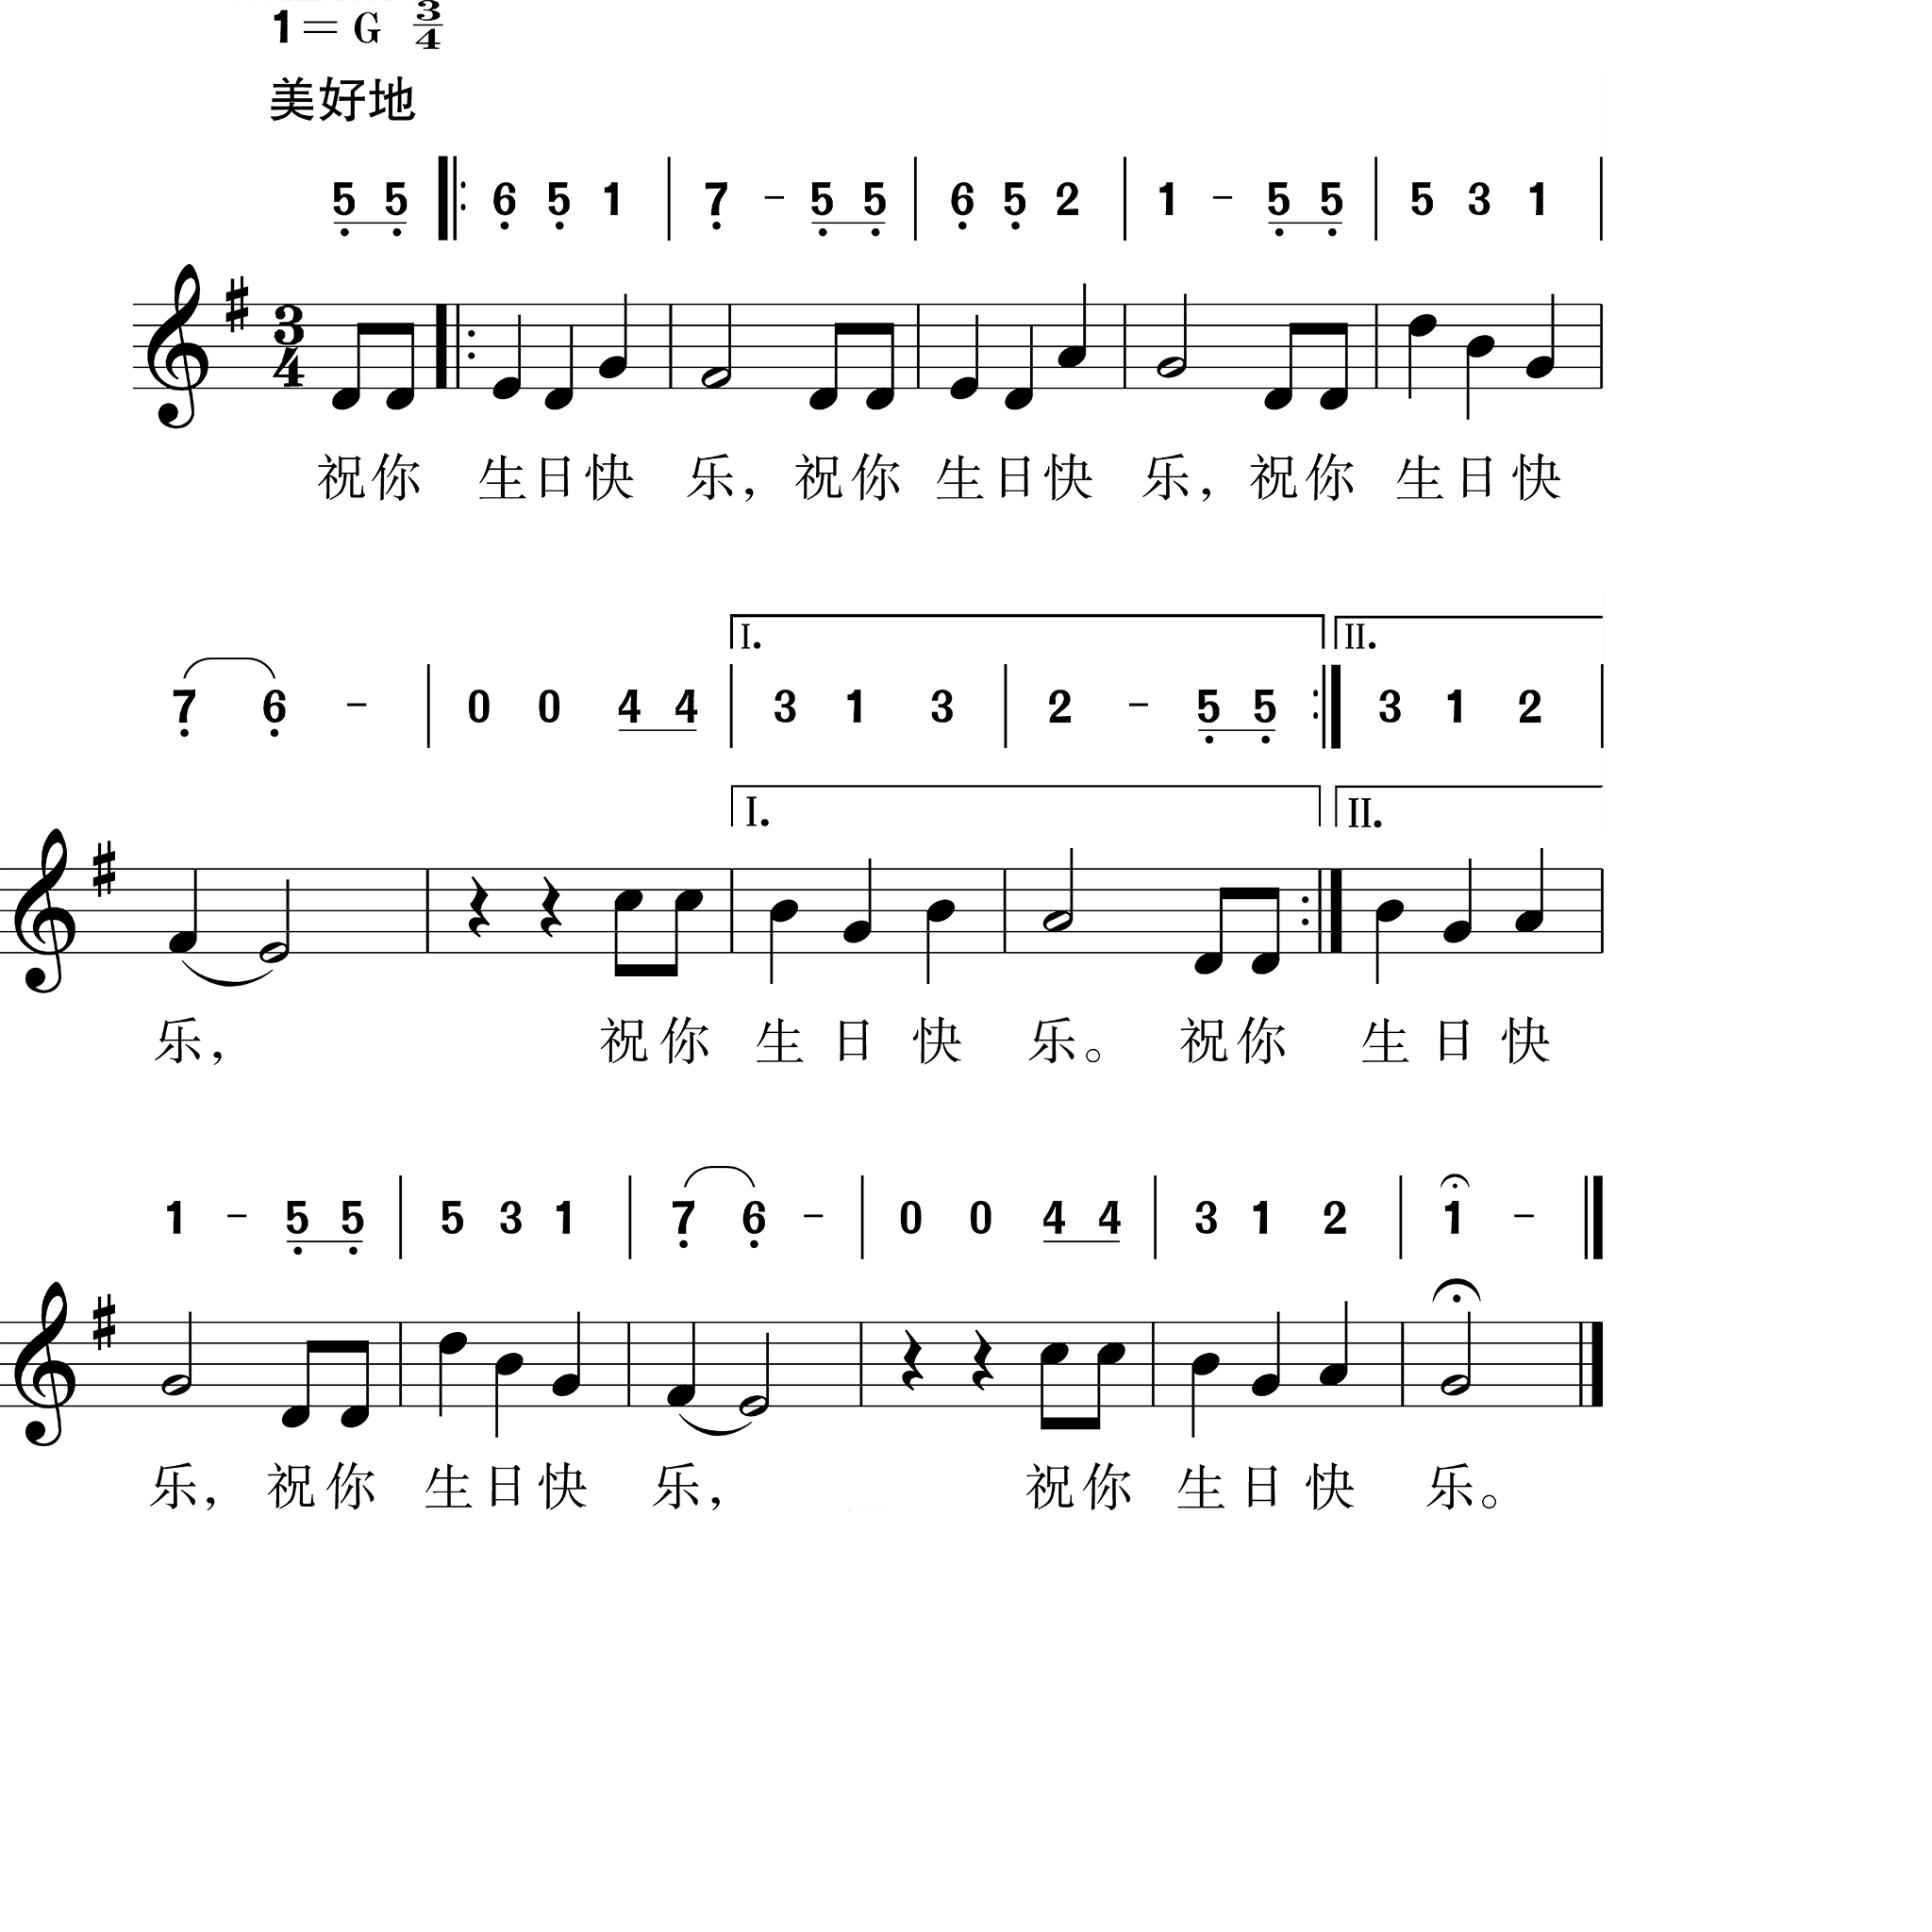 1=G 3/4
美好地
5 5 6 5 1 7 - 5 5 6 5 2 1 - 5 5 5 3 1
3
4
祝你 生日快 乐，祝你 生日快 乐，祝你 生日快
I. II.
7 6 - 0 0 4 4 3 1 3 2 - 5 5 3 1 2
I. II.
乐， 祝你 生日快 乐。 祝你 生日快
1 - 5 5 5 3 1 7 6 - 0 0 4 4 3 1 2 1 -
乐，祝你 生日快 乐， 祝你 生日快 乐。